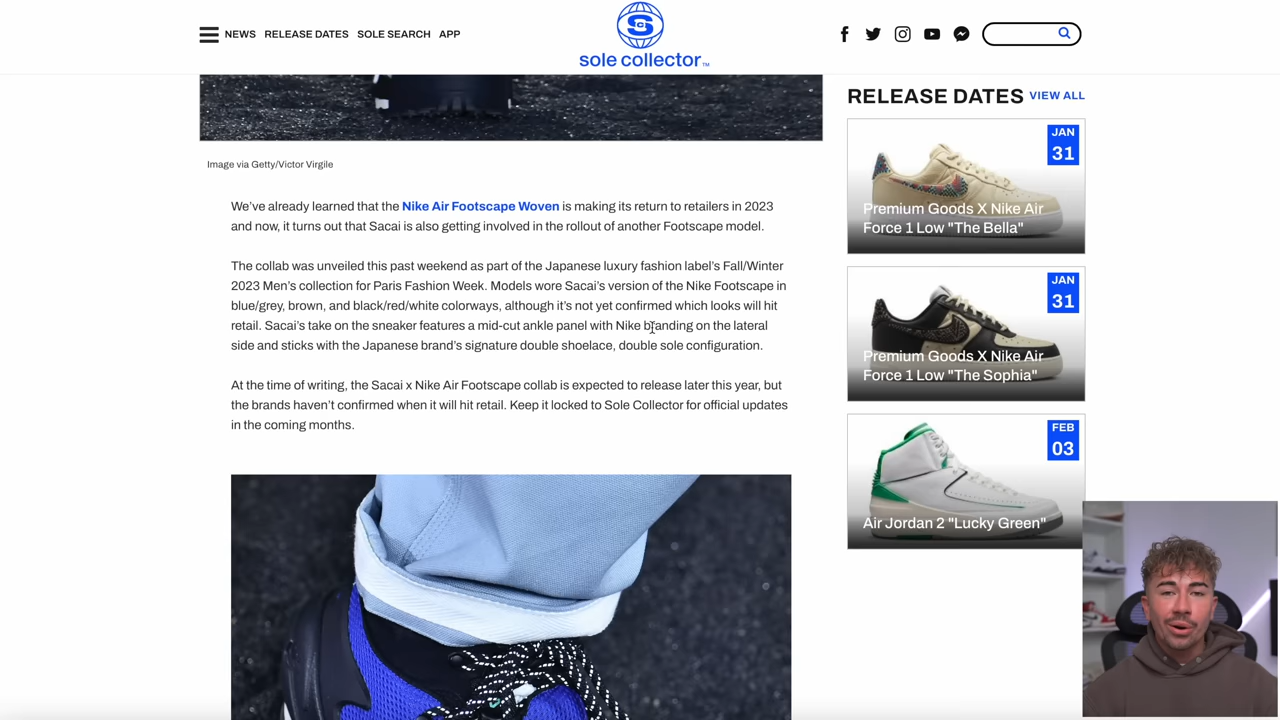 NEWS RELEASE DATES SOLE SEARCH APP
sole collector™
RELEASE DATES VIEW ALL
Image via Getty/Victor Virgile
We’ve already learned that the Nike Air Footscape Woven is making its return to retailers in 2023
and now, it turns out that Sacai is also getting involved in the rollout of another Footscape model.
The collab was unveiled this past weekend as part of the Japanese luxury fashion label’s Fall/Winter
2023 Men’s collection for Paris Fashion Week. Models wore Sacai’s version of the Nike Footscape in
blue/grey, brown, and black/red/white colorways, although it’s not yet confirmed which looks will hit
retail. Sacai’s take on the sneaker features a mid-cut ankle panel with Nike branding on the lateral
side and sticks with the Japanese brand’s signature double shoelace, double sole configuration.
At the time of writing, the Sacai x Nike Air Footscape collab is expected to release later this year, but
the brands haven’t confirmed when it will hit retail. Keep it locked to Sole Collector for official updates
in the coming months.
JAN
31
Premium Goods X Nike Air
Force 1 Low "The Bella"
JAN
31
Premium Goods X Nike Air
Force 1 Low "The Sophia"
FEB
03
Air Jordan 2 "Lucky Green"